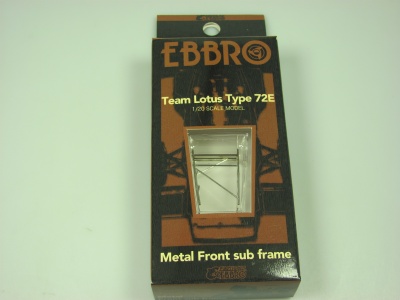 EBBRO
Team Lotus Type 72E
1/20 SCALE MODEL
Metal Front sub frame